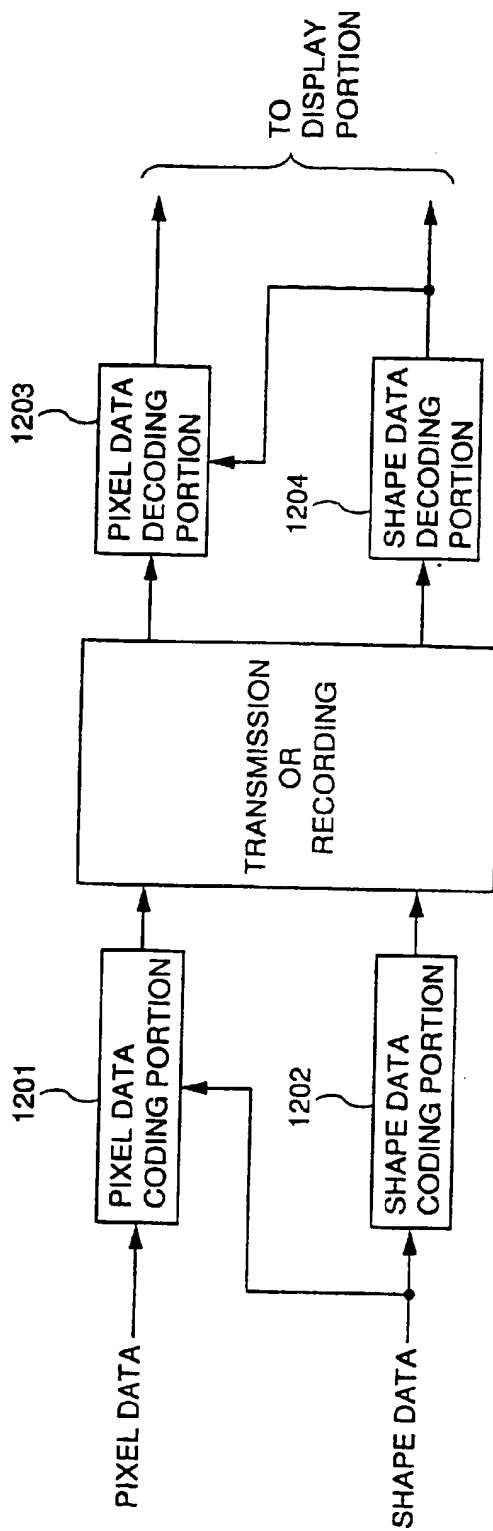 PIXEL DATA
1201
PIXEL DATA
CODING PORTION
SHAPE DATA
1202
SHAPE DATA
CODING PORTION
TRANSMISSION
OR
RECORDING
1203
PIXEL DATA
DECODING
PORTION
1204
SHAPE DATA
DECODING
PORTION
TO
DISPLAY
PORTION